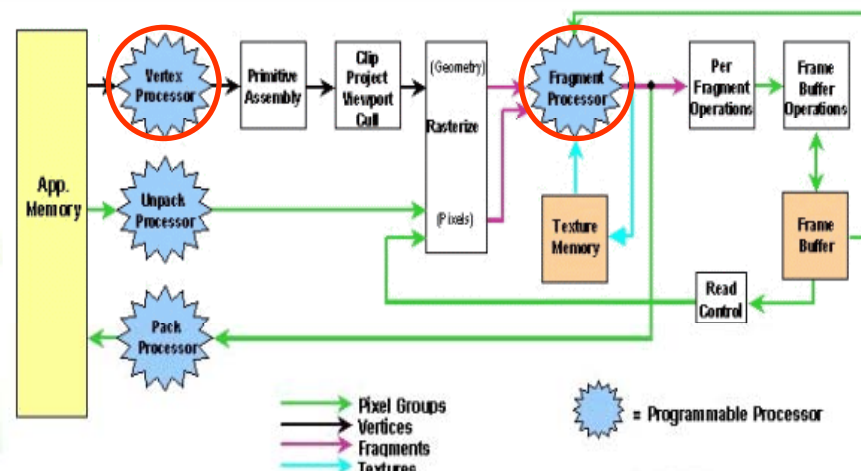 App.
Memory
Vertex
Processor
Primitive
Assembly
Clip
Project
Viewport
Cull
(Geometry)
Rasterize
(Pixels)
Fragment
Processor
Per
Fragment
Operations
Frame
Buffer
Operations
Unpack
Processor
Texture
Memory
Frame
Buffer
Read
Control
Pack
Processor
Pixel Groups
Vertices
Fragments
Textures
= Programmable Processor